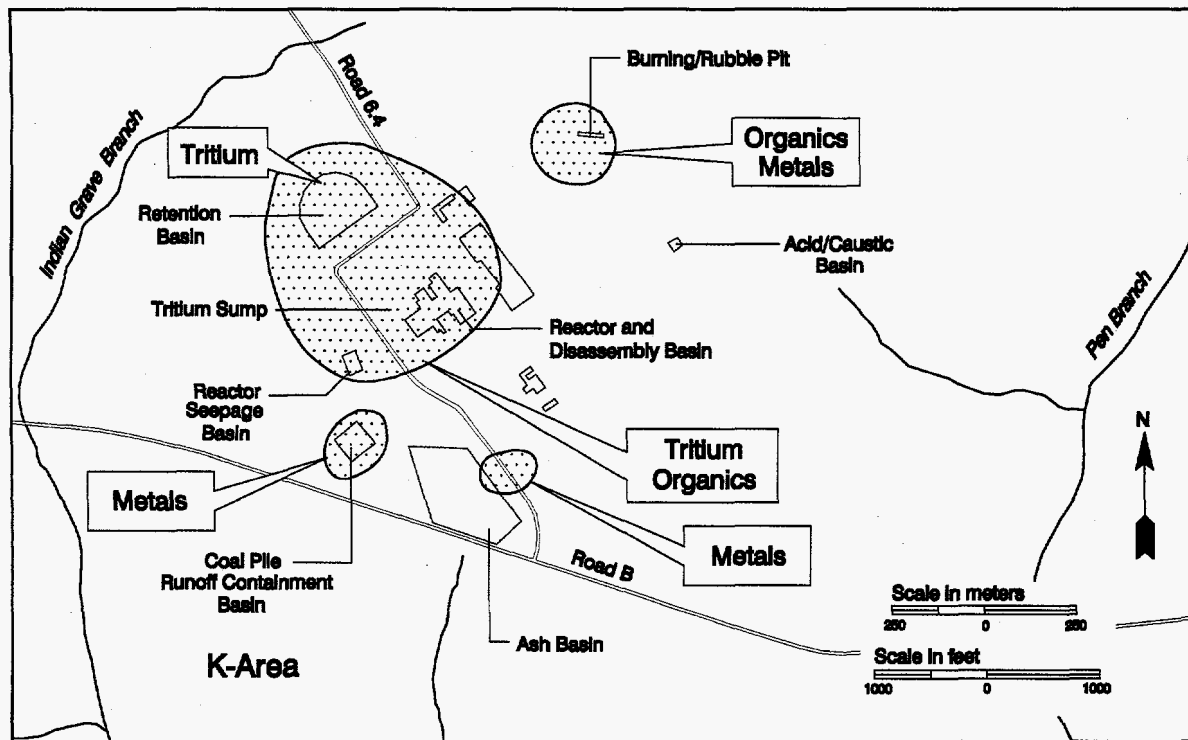 Burning/Rubble Pit
Road 6.4
Indian Grave Branch
Tritium
Organics
Metals
Retention
Basin
Acid/Caustic
Basin
Pen Branch
Tritium Sump
Reactor and
Disassembly Basin
Reactor
Seepage
Basin
N
Tritium
Organics
Metals
Metals
Coal Pile
Runoff Containment
Basin
Road B
Scale in meters
250 0 250
Ash Basin
K-Area
Scale in feet
1000 0 1000